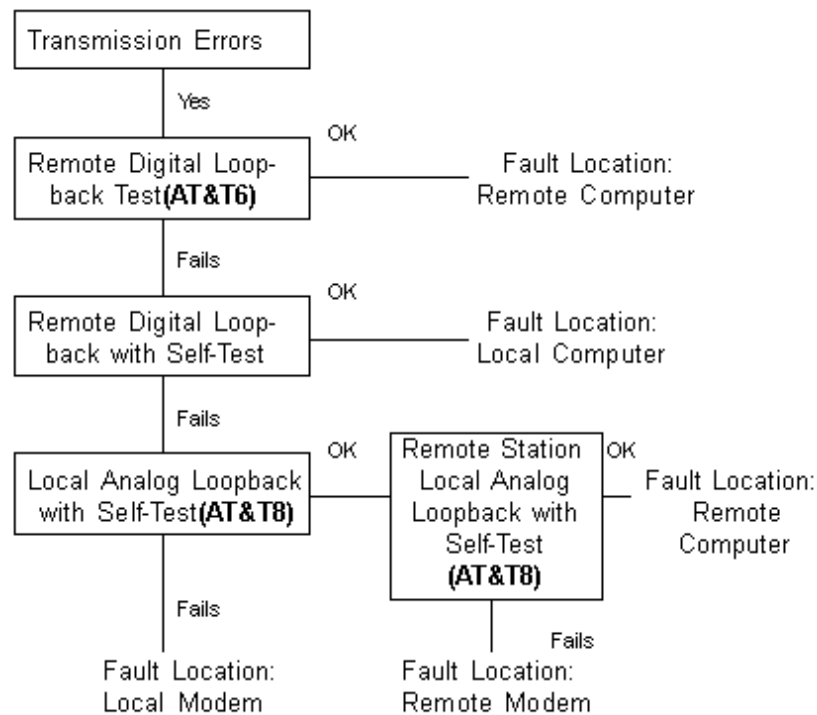 Transmission Errors
Yes
Remote Digital Loop-
back Test(AT&T6)
OK
Fault Location:
Remote Computer
Fails
Remote Digital Loop-
back with Self-Test
OK
Fault Location:
Local Computer
Fails
Local Analog Loopback
with Self-Test(AT&T8)
OK
Remote Station
Local Analog
Loopback with
Self-Test
(AT&T8)
OK
Fault Location:
Remote
Computer
Fails
Fault Location:
Local Modem
Fails
Fault Location:
Remote Modem